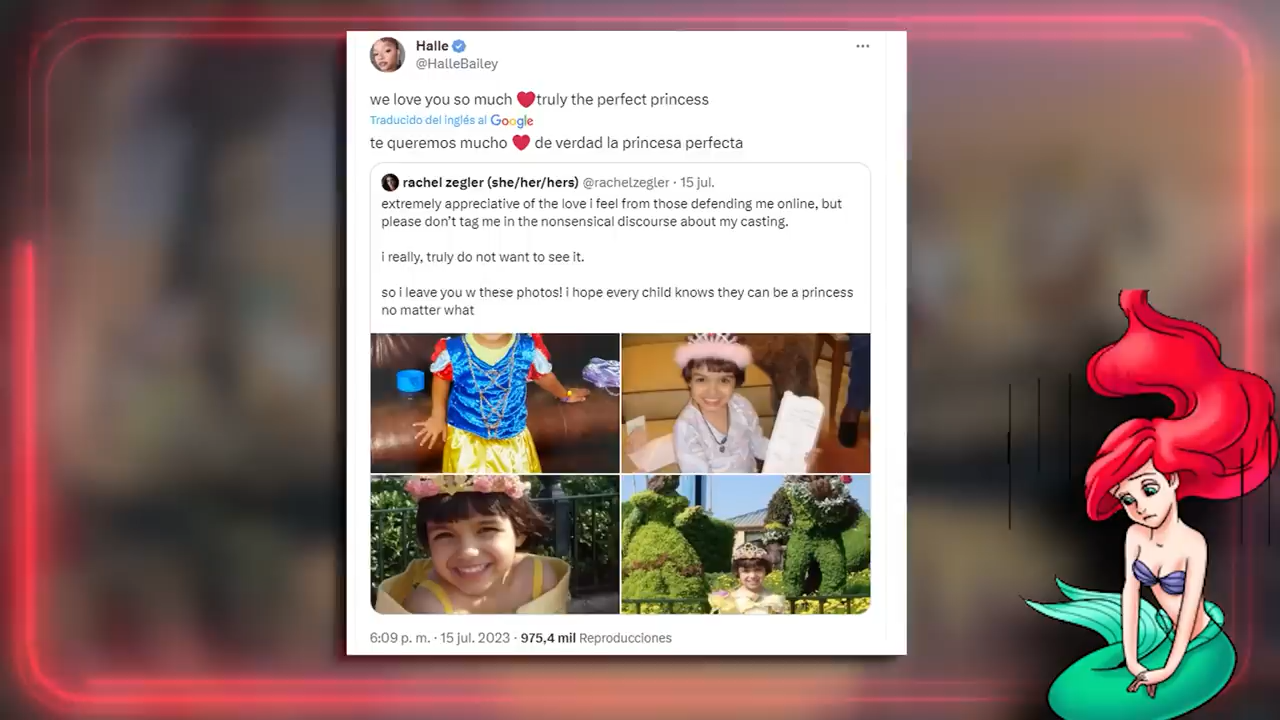 Halle
@HalleBailey
we love you so much ❤️truly the perfect princess
Traducido del inglés al Google
te queremos mucho ❤️ de verdad la princesa perfecta
rachel zegler (she/her/hers) @rachelzegler · 15 jul.
extremely appreciative of the love i feel from those defending me online, but
please don't tag me in the nonsensical discourse about my casting.
i really, truly do not want to see it.
so i leave you w these photos! i hope every child knows they can be a princess
no matter what
6:09 p. m. · 15 jul. 2023 · 975,4 mil Reproducciones